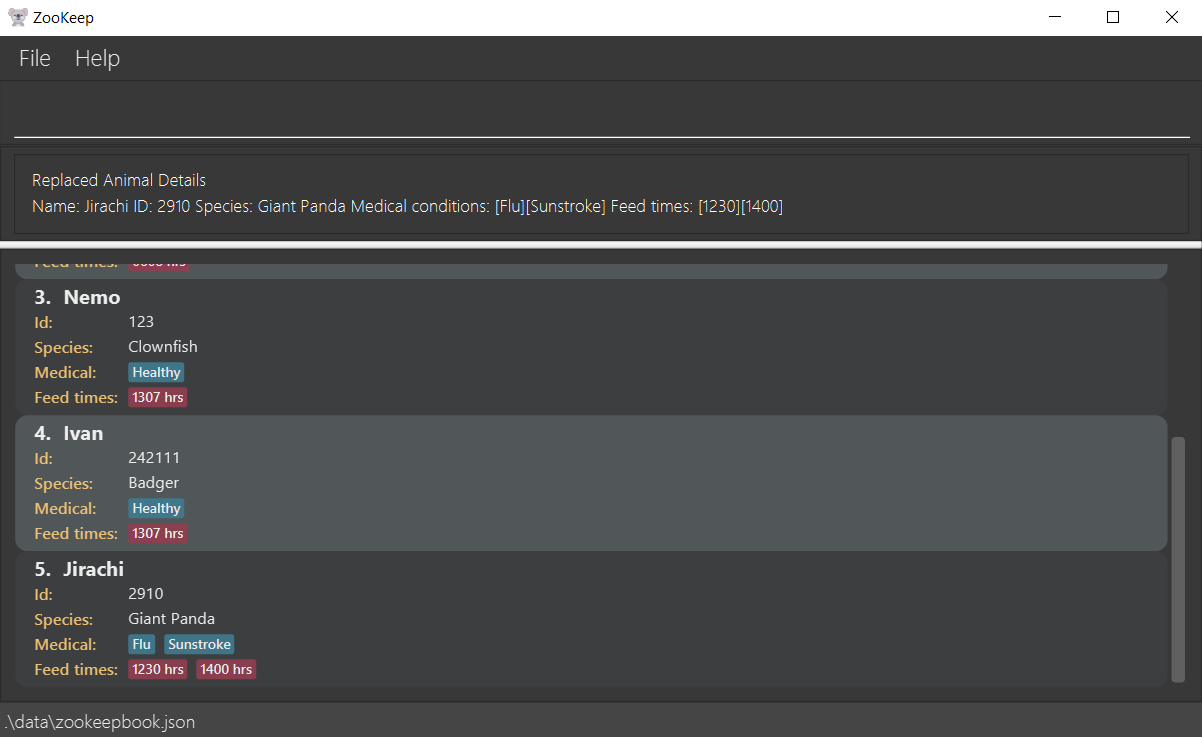 ZooKeep
File Help
Replaced Animal Details
Name: Jirachi ID: 2910 Species: Giant Panda Medical conditions: [Flu][Sunstroke] Feed times: [1230][1400]
Feed times:
3. Nemo
Id: 123
Species: Clownfish
Medical: Healthy
Feed times: 1307 hrs
4. Ivan
Id: 242111
Species: Badger
Medical: Healthy
Feed times: 1307 hrs
5. Jirachi
Id: 2910
Species: Giant Panda
Medical: Flu Sunstroke
Feed times: 1230 hrs 1400 hrs
.\data\zookeepbook.json